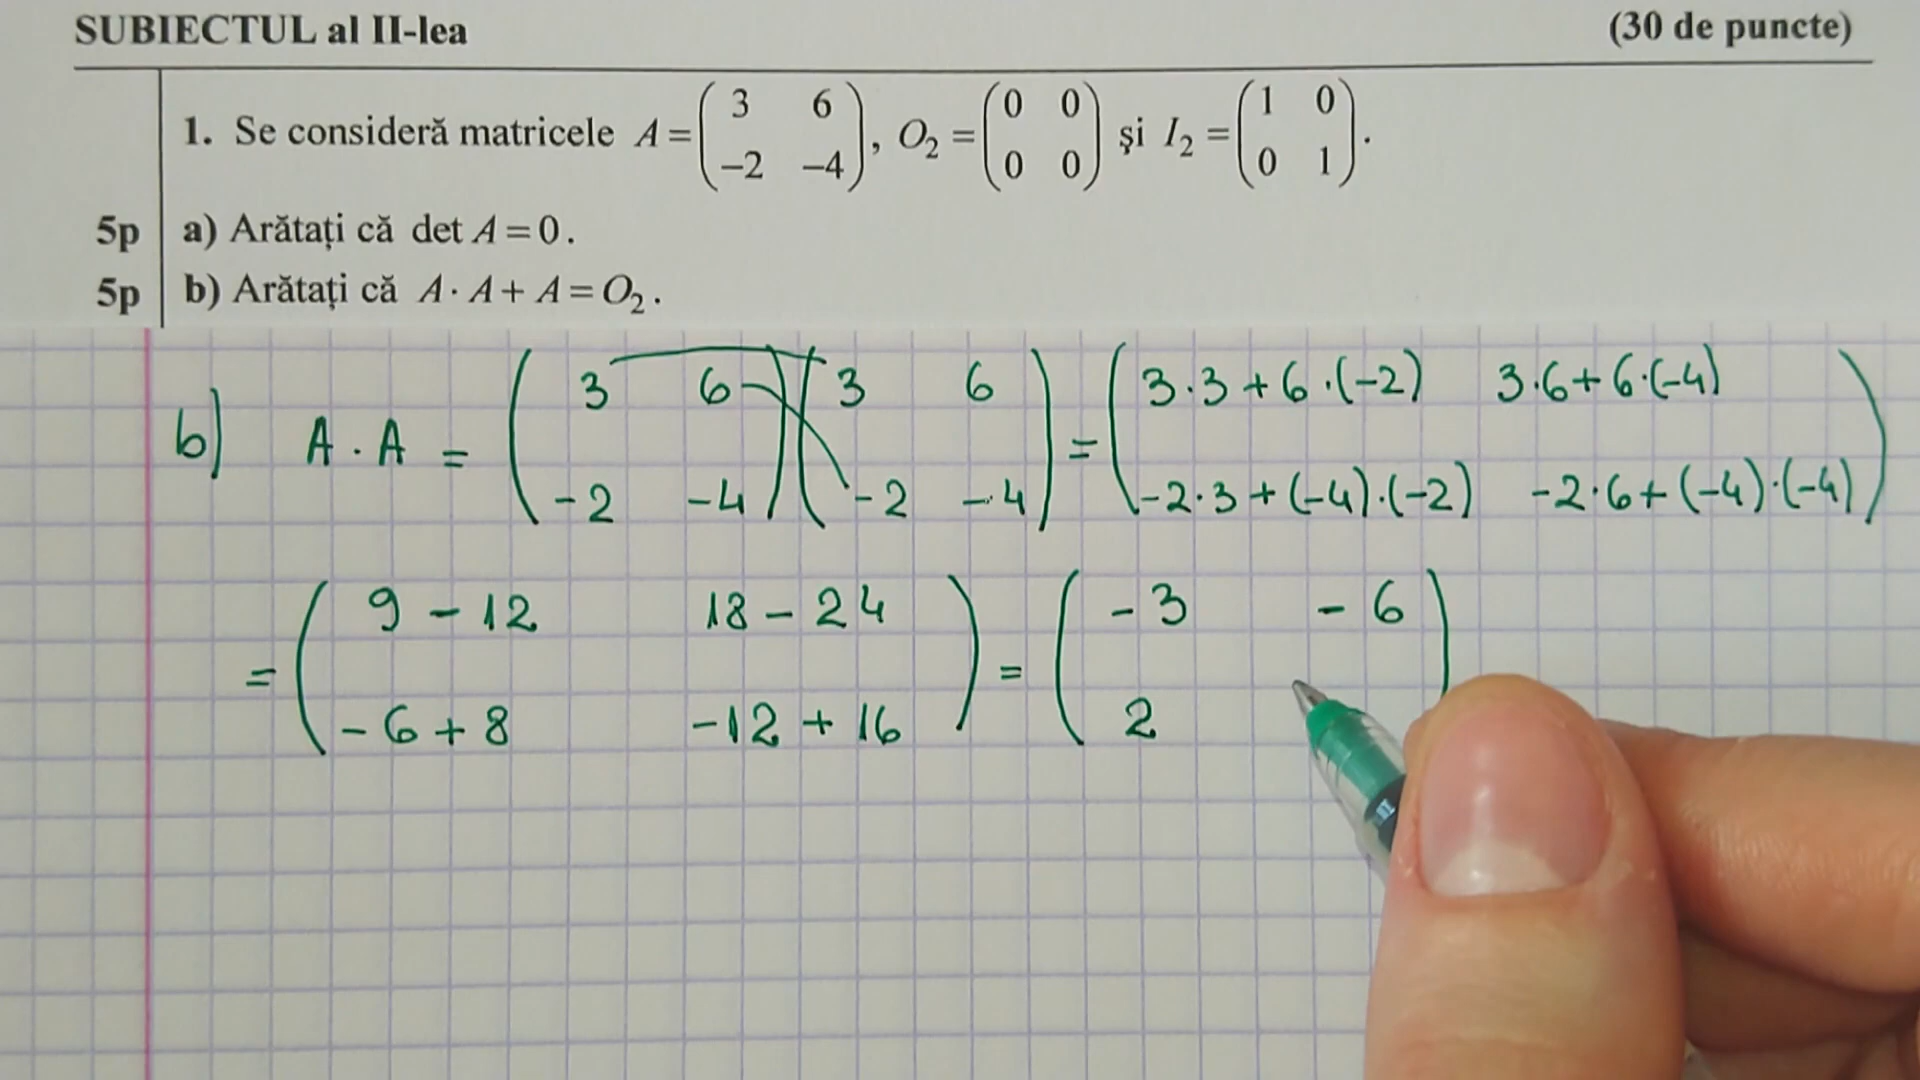 SUBIECTUL al II-lea (30 de puncte)
1. Se consideră matricele A = (3 6 / −2 −4), O₂ = (0 0 / 0 0) şi I₂ = (1 0 / 0 1).
5p a) Arătați că det A = 0.
5p b) Arătați că A · A + A = O₂.
b) A · A = (3 6 / -2 -4)(3 6 / -2 -4) = (3·3+6·(-2) 3·6+6·(-4) / -2·3+(-4)·(-2) -2·6+(-4)·(-4))
= (9-12 18-24 / -6+8 -12+16) = (-3 -6 / 2)